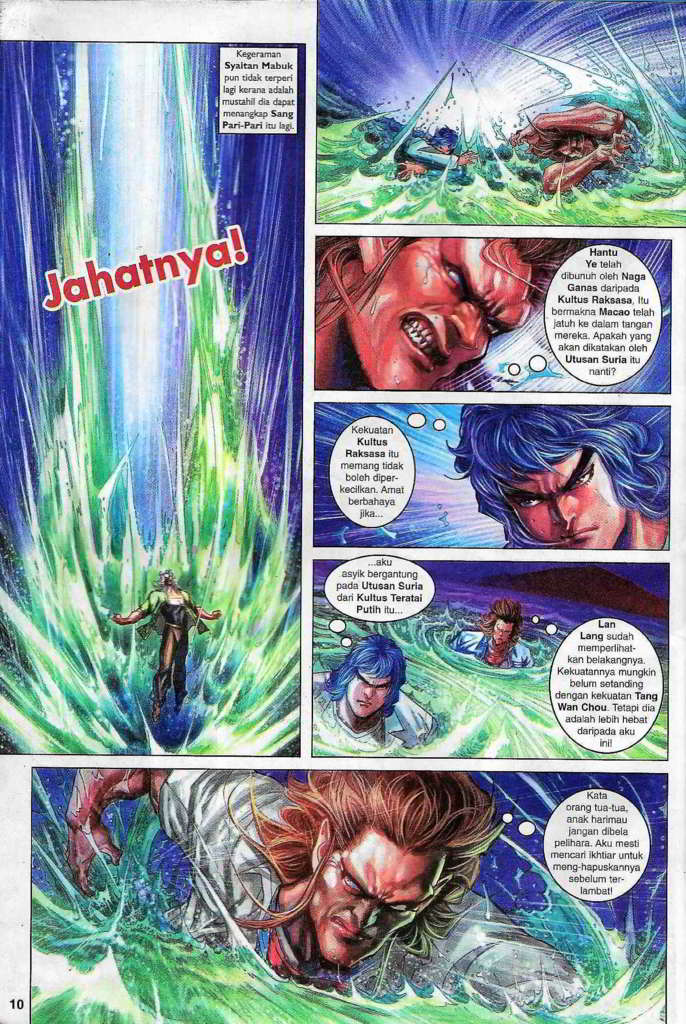 Kegeraman
Syaitan Mabuk
pun tidak terperi
lagi kerana adalah
mustahil dia dapat
menangkap Sang
Pari-Pari itu lagi.
Jahatnya!
Hantu
Ye telah
dibunuh oleh Naga
Ganas daripada
Kultus Raksasa, Itu
bermakna Macao telah
jatuh ke dalam tangan
mereka. Apakah yang
akan dikatakan oleh
Utusan Suria itu
nanti?
Kekuatan
Kultus
Raksasa itu
memang tidak
boleh diper-
kecilkan. Amat
berbahaya
jika...
...aku
asyik bergantung
pada Utusan Suria
dari Kultus Teratai
Putih itu...
Lan
Lang sudah
memperlihat-
kan belakangnya.
Kekuatannya mungkin
belum setanding
dengan kekuatan Tang
Wan Chou. Tetapi dia
adalah lebih hebat
daripada aku
ini!
Kata
orang tua-tua,
anak harimau
jangan dibela
pelihara. Aku mesti
mencari ikhtiar untuk
meng-hapuskannya
sebelum ter-
lambat!
10